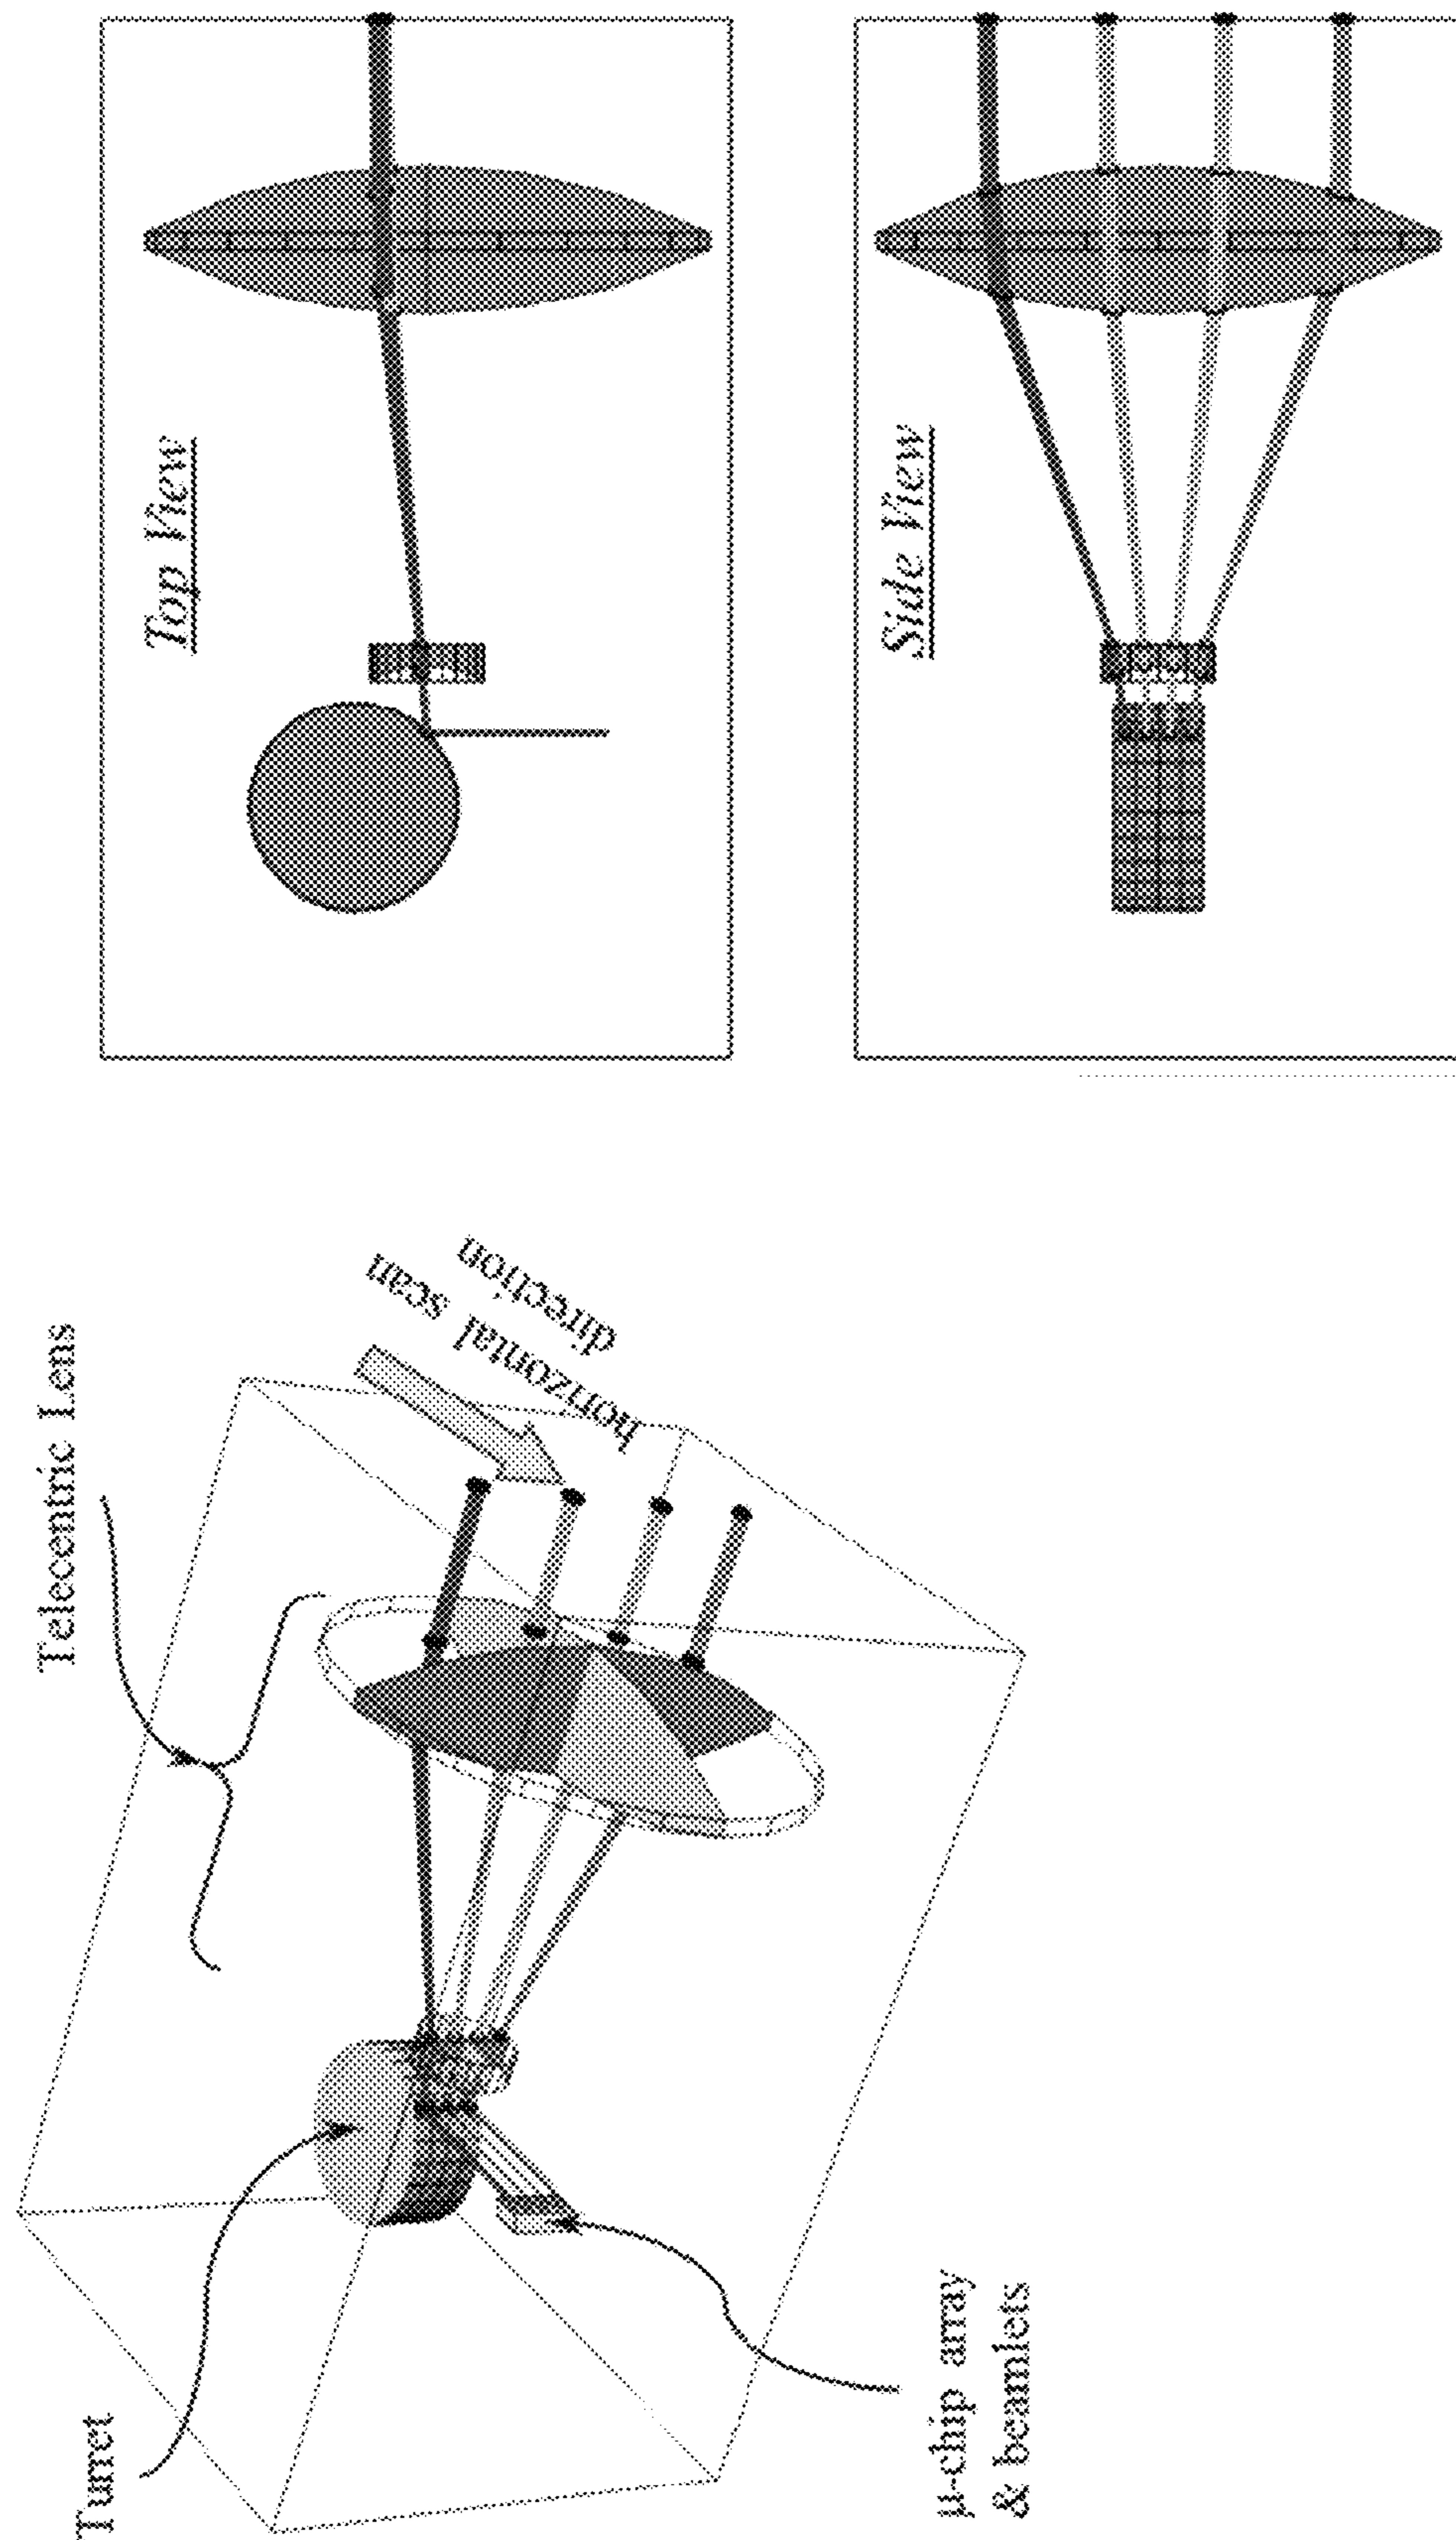 Turret
Telecentric Lens
horizontal scan
direction
μ-chip array
& beamlets
Top View
Side View